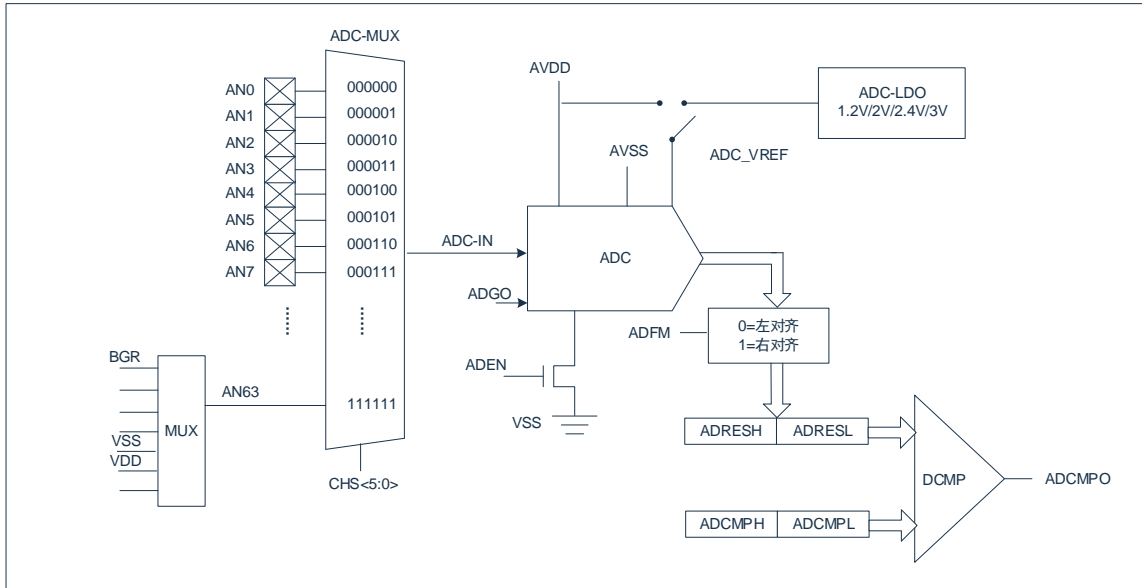 ADC-MUX
AN0
000000
AN1
000001
AN2
000010
AN3
000011
AN4
000100
AN5
000101
AN6
000110
AN7
000111
BGR
VSS
VDD
MUX
AN63
111111
CHS<5:0>
ADC-IN
ADGO
AVDD
AVSS
ADC_VREF
ADC-LDO
1.2V/2V/2.4V/3V
ADC
ADEN
VSS
ADFM
0=左对齐
1=右对齐
ADRESH
ADRESL
ADCMPH
ADCMPL
DCMP
ADCMPO